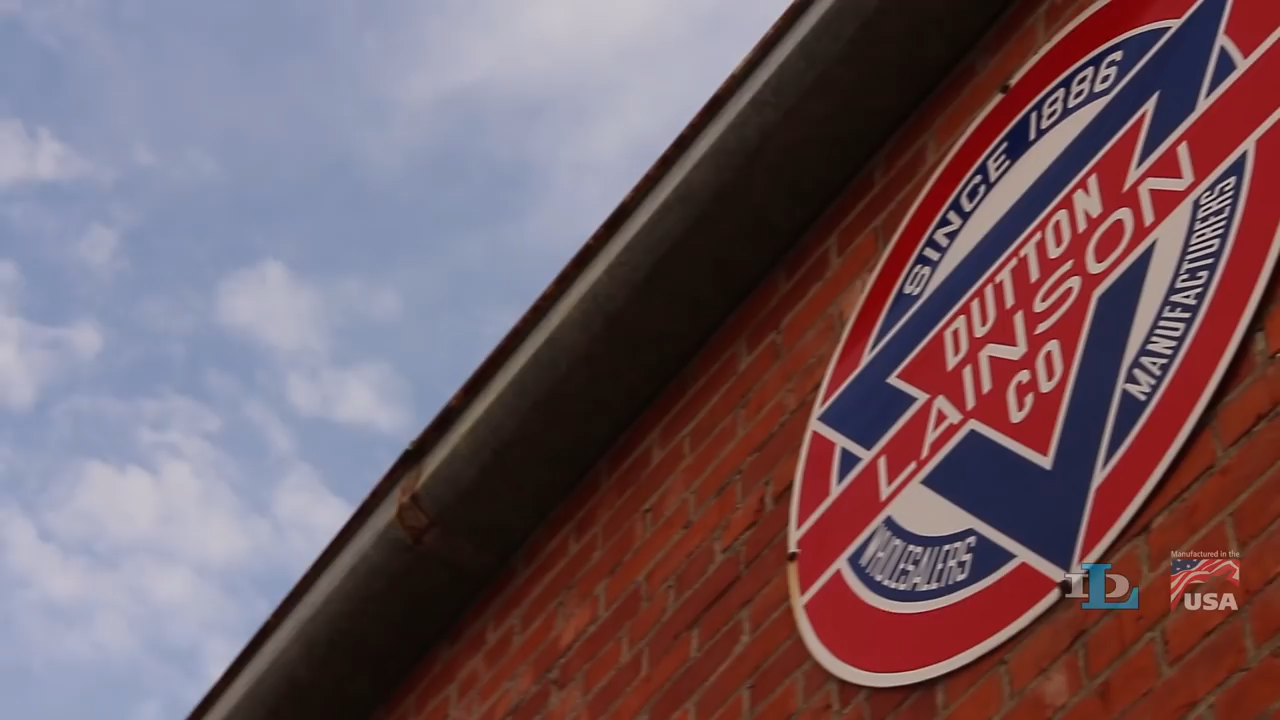 SINCE 1886
DUTTON
LAINSON
CO
MANUFACTURERS
WHOLESALERS
Manufactured in the
USA